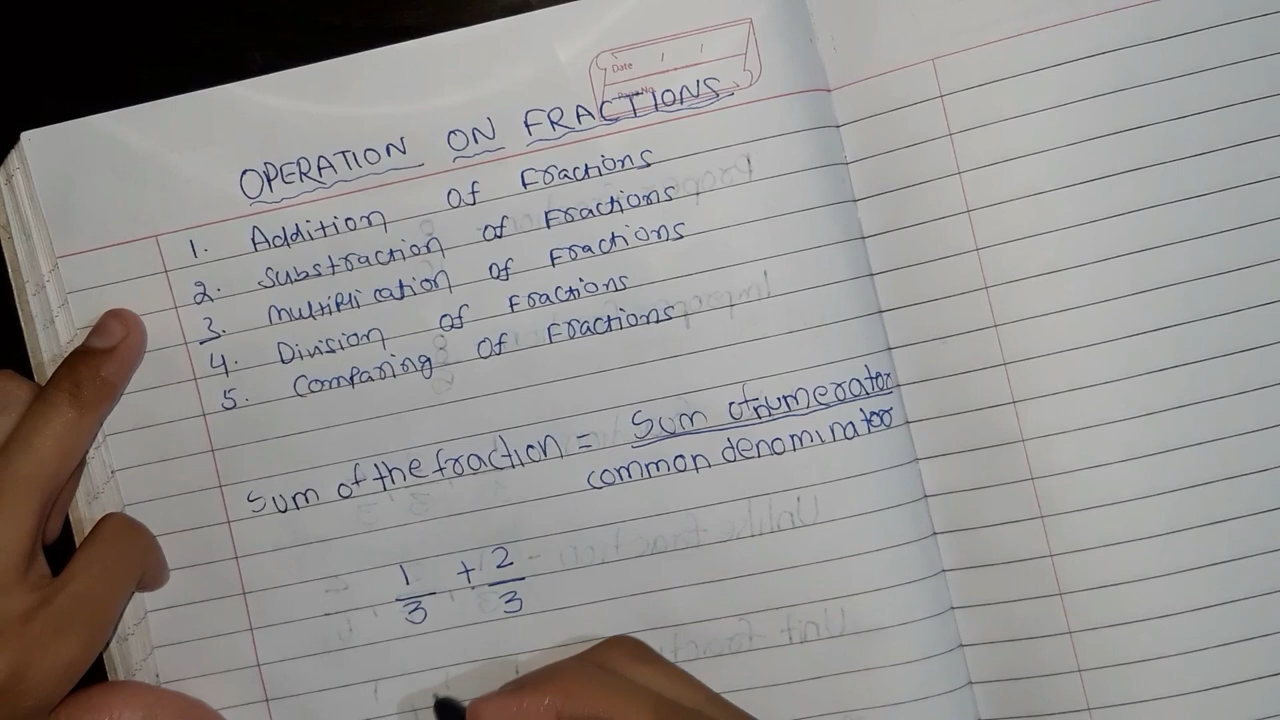 Date / /
OPERATION ON FRACTIONS
1. Addition of Fractions
2. Substraction of Fractions
3. Multiplication of Fractions
4. Division of Fractions
5. Comparing of Fractions
Sum of the fraction = Sum of numerator
common denominator
1/3 + 2/3